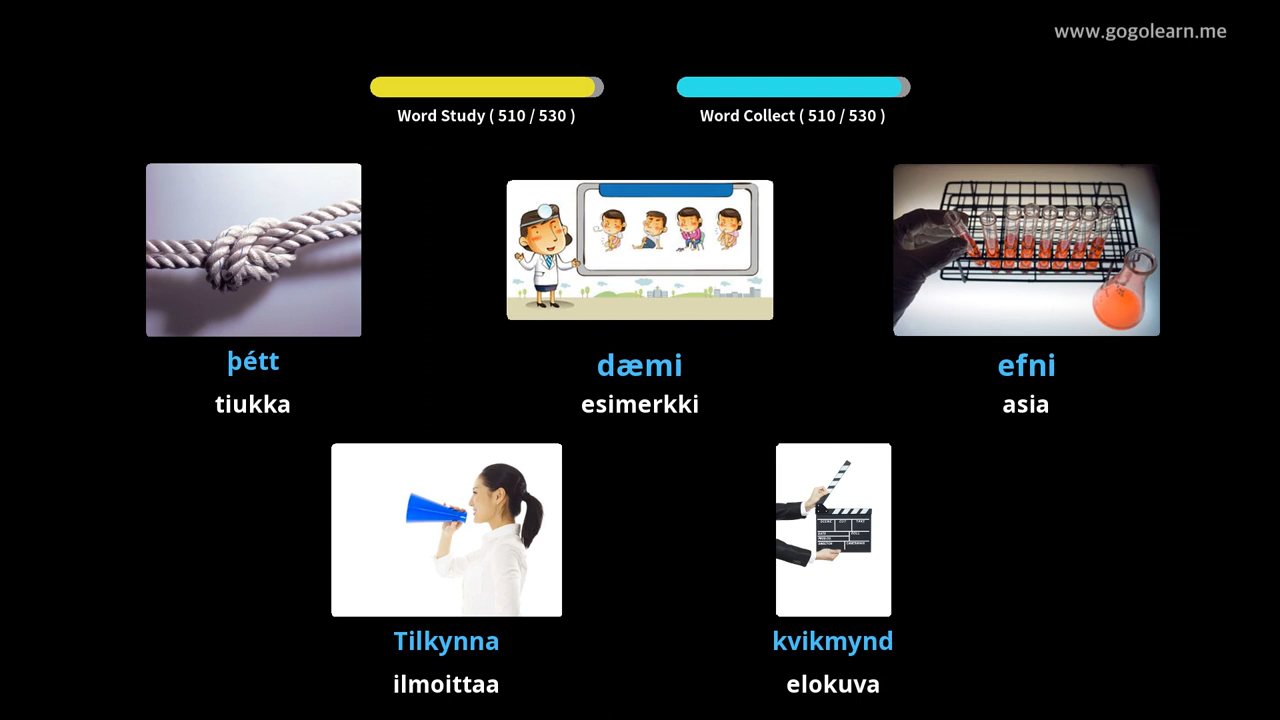 www.gogolearn.me
Word Study ( 510 / 530 )
Word Collect ( 510 / 530 )
þétt
tiukka
dæmi
esimerkki
efni
asia
Tilkynna
ilmoittaa
kvikmynd
elokuva